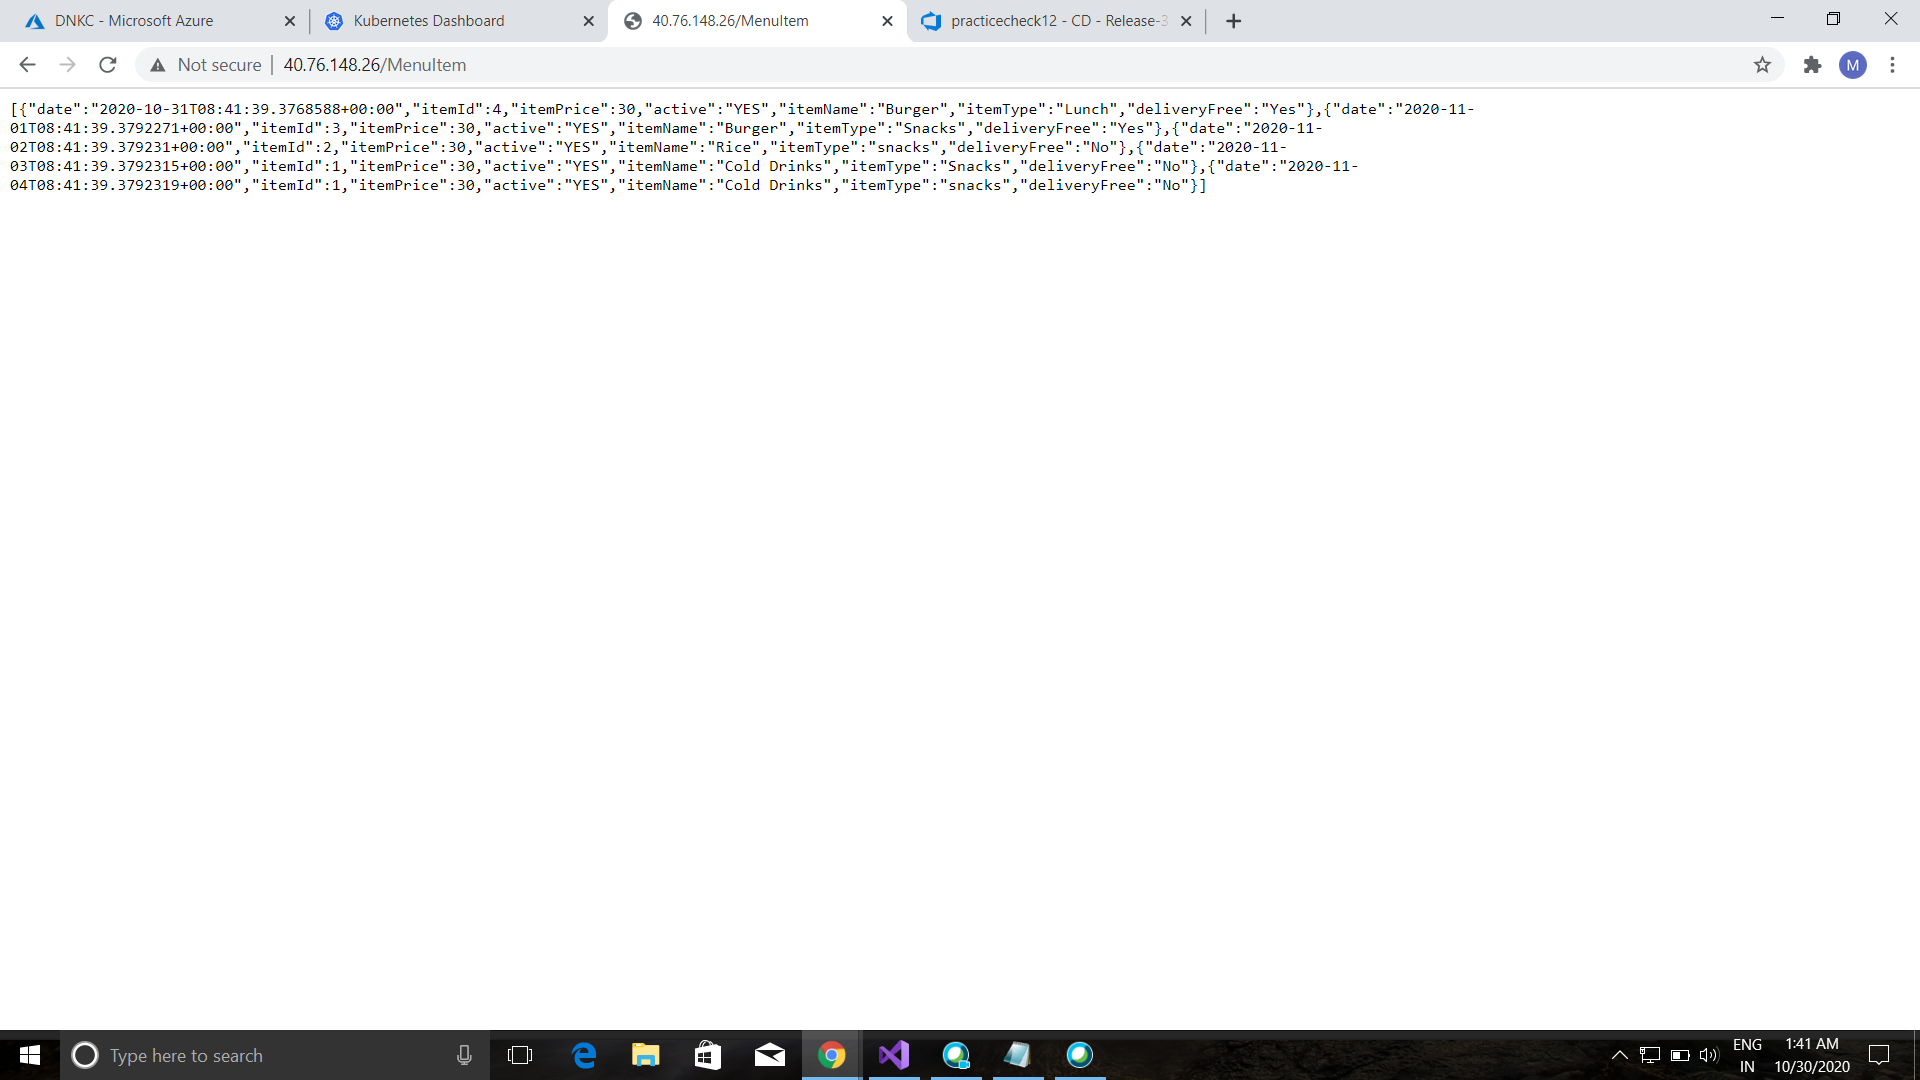 DNKC - Microsoft Azure
Kubernetes Dashboard
40.76.148.26/MenuItem
practicecheck12 - CD - Release-3
Not secure
40.76.148.26/MenuItem
M
[{"date":"2020-10-31T08:41:39.3768588+00:00","itemId":4,"itemPrice":30,"active":"YES","itemName":"Burger","itemType":"Lunch","deliveryFree":"Yes"},{"date":"2020-11-
01T08:41:39.3792271+00:00","itemId":3,"itemPrice":30,"active":"YES","itemName":"Burger","itemType":"Snacks","deliveryFree":"Yes"},{"date":"2020-11-
02T08:41:39.379231+00:00","itemId":2,"itemPrice":30,"active":"YES","itemName":"Rice","itemType":"snacks","deliveryFree":"No"},{"date":"2020-11-
03T08:41:39.3792315+00:00","itemId":1,"itemPrice":30,"active":"YES","itemName":"Cold Drinks","itemType":"Snacks","deliveryFree":"No"},{"date":"2020-11-
04T08:41:39.3792319+00:00","itemId":1,"itemPrice":30,"active":"YES","itemName":"Cold Drinks","itemType":"snacks","deliveryFree":"No"}]
Type here to search
ENG
IN
1:41 AM
10/30/2020